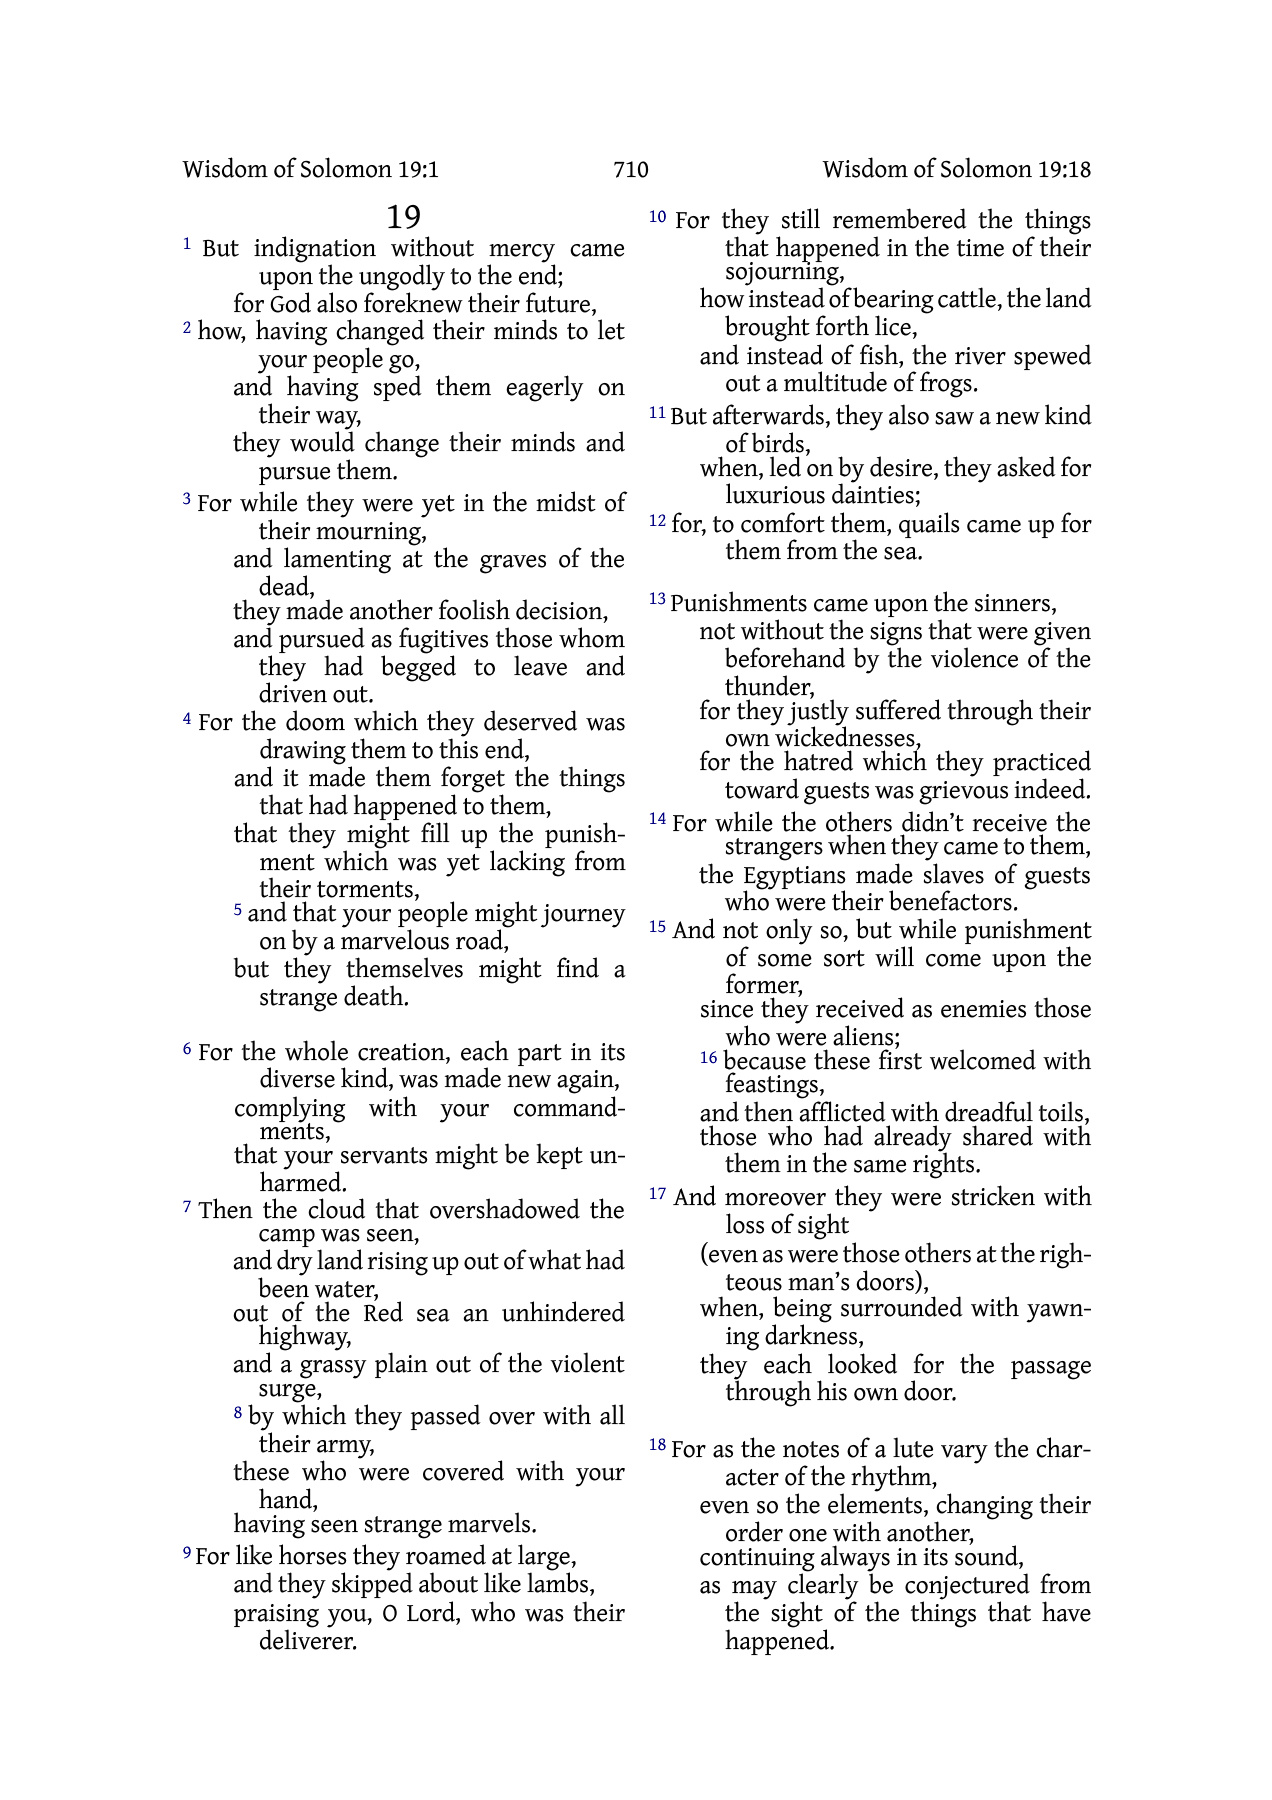 Wisdom of Solomon 19:1 710 Wisdom of Solomon 19:18
19
1 But indignation without mercy came
upon the ungodly to the end;
for God also foreknew their future,
2 how, having changed their minds to let
your people go,
and having sped them eagerly on
their way,
they would change their minds and
pursue them.
3 For while they were yet in the midst of
their mourning,
and lamenting at the graves of the
dead,
they made another foolish decision,
and pursued as fugitives those whom
they had begged to leave and
driven out.
4 For the doom which they deserved was
drawing them to this end,
and it made them forget the things
that had happened to them,
that they might fill up the punish-
ment which was yet lacking from
their torments,
5 and that your people might journey
on by a marvelous road,
but they themselves might find a
strange death.
6 For the whole creation, each part in its
diverse kind, was made new again,
complying with your command-
ments,
that your servants might be kept un-
harmed.
7 Then the cloud that overshadowed the
camp was seen,
and dry land rising up out of what had
been water,
out of the Red sea an unhindered
highway,
and a grassy plain out of the violent
surge,
8 by which they passed over with all
their army,
these who were covered with your
hand,
having seen strange marvels.
9 For like horses they roamed at large,
and they skipped about like lambs,
praising you, O Lord, who was their
deliverer.
10 For they still remembered the things
that happened in the time of their
sojourning,
how instead of bearing cattle, the land
brought forth lice,
and instead of fish, the river spewed
out a multitude of frogs.
11 But afterwards, they also saw a new kind
of birds,
when, led on by desire, they asked for
luxurious dainties;
12 for, to comfort them, quails came up for
them from the sea.
13 Punishments came upon the sinners,
not without the signs that were given
beforehand by the violence of the
thunder,
for they justly suffered through their
own wickednesses,
for the hatred which they practiced
toward guests was grievous indeed.
14 For while the others didn’t receive the
strangers when they came to them,
the Egyptians made slaves of guests
who were their benefactors.
15 And not only so, but while punishment
of some sort will come upon the
former,
since they received as enemies those
who were aliens;
16 because these first welcomed with
feastings,
and then afflicted with dreadful toils,
those who had already shared with
them in the same rights.
17 And moreover they were stricken with
loss of sight
(even as were those others at the righ-
teous man’s doors),
when, being surrounded with yawn-
ing darkness,
they each looked for the passage
through his own door.
18 For as the notes of a lute vary the char-
acter of the rhythm,
even so the elements, changing their
order one with another,
continuing always in its sound,
as may clearly be conjectured from
the sight of the things that have
happened.